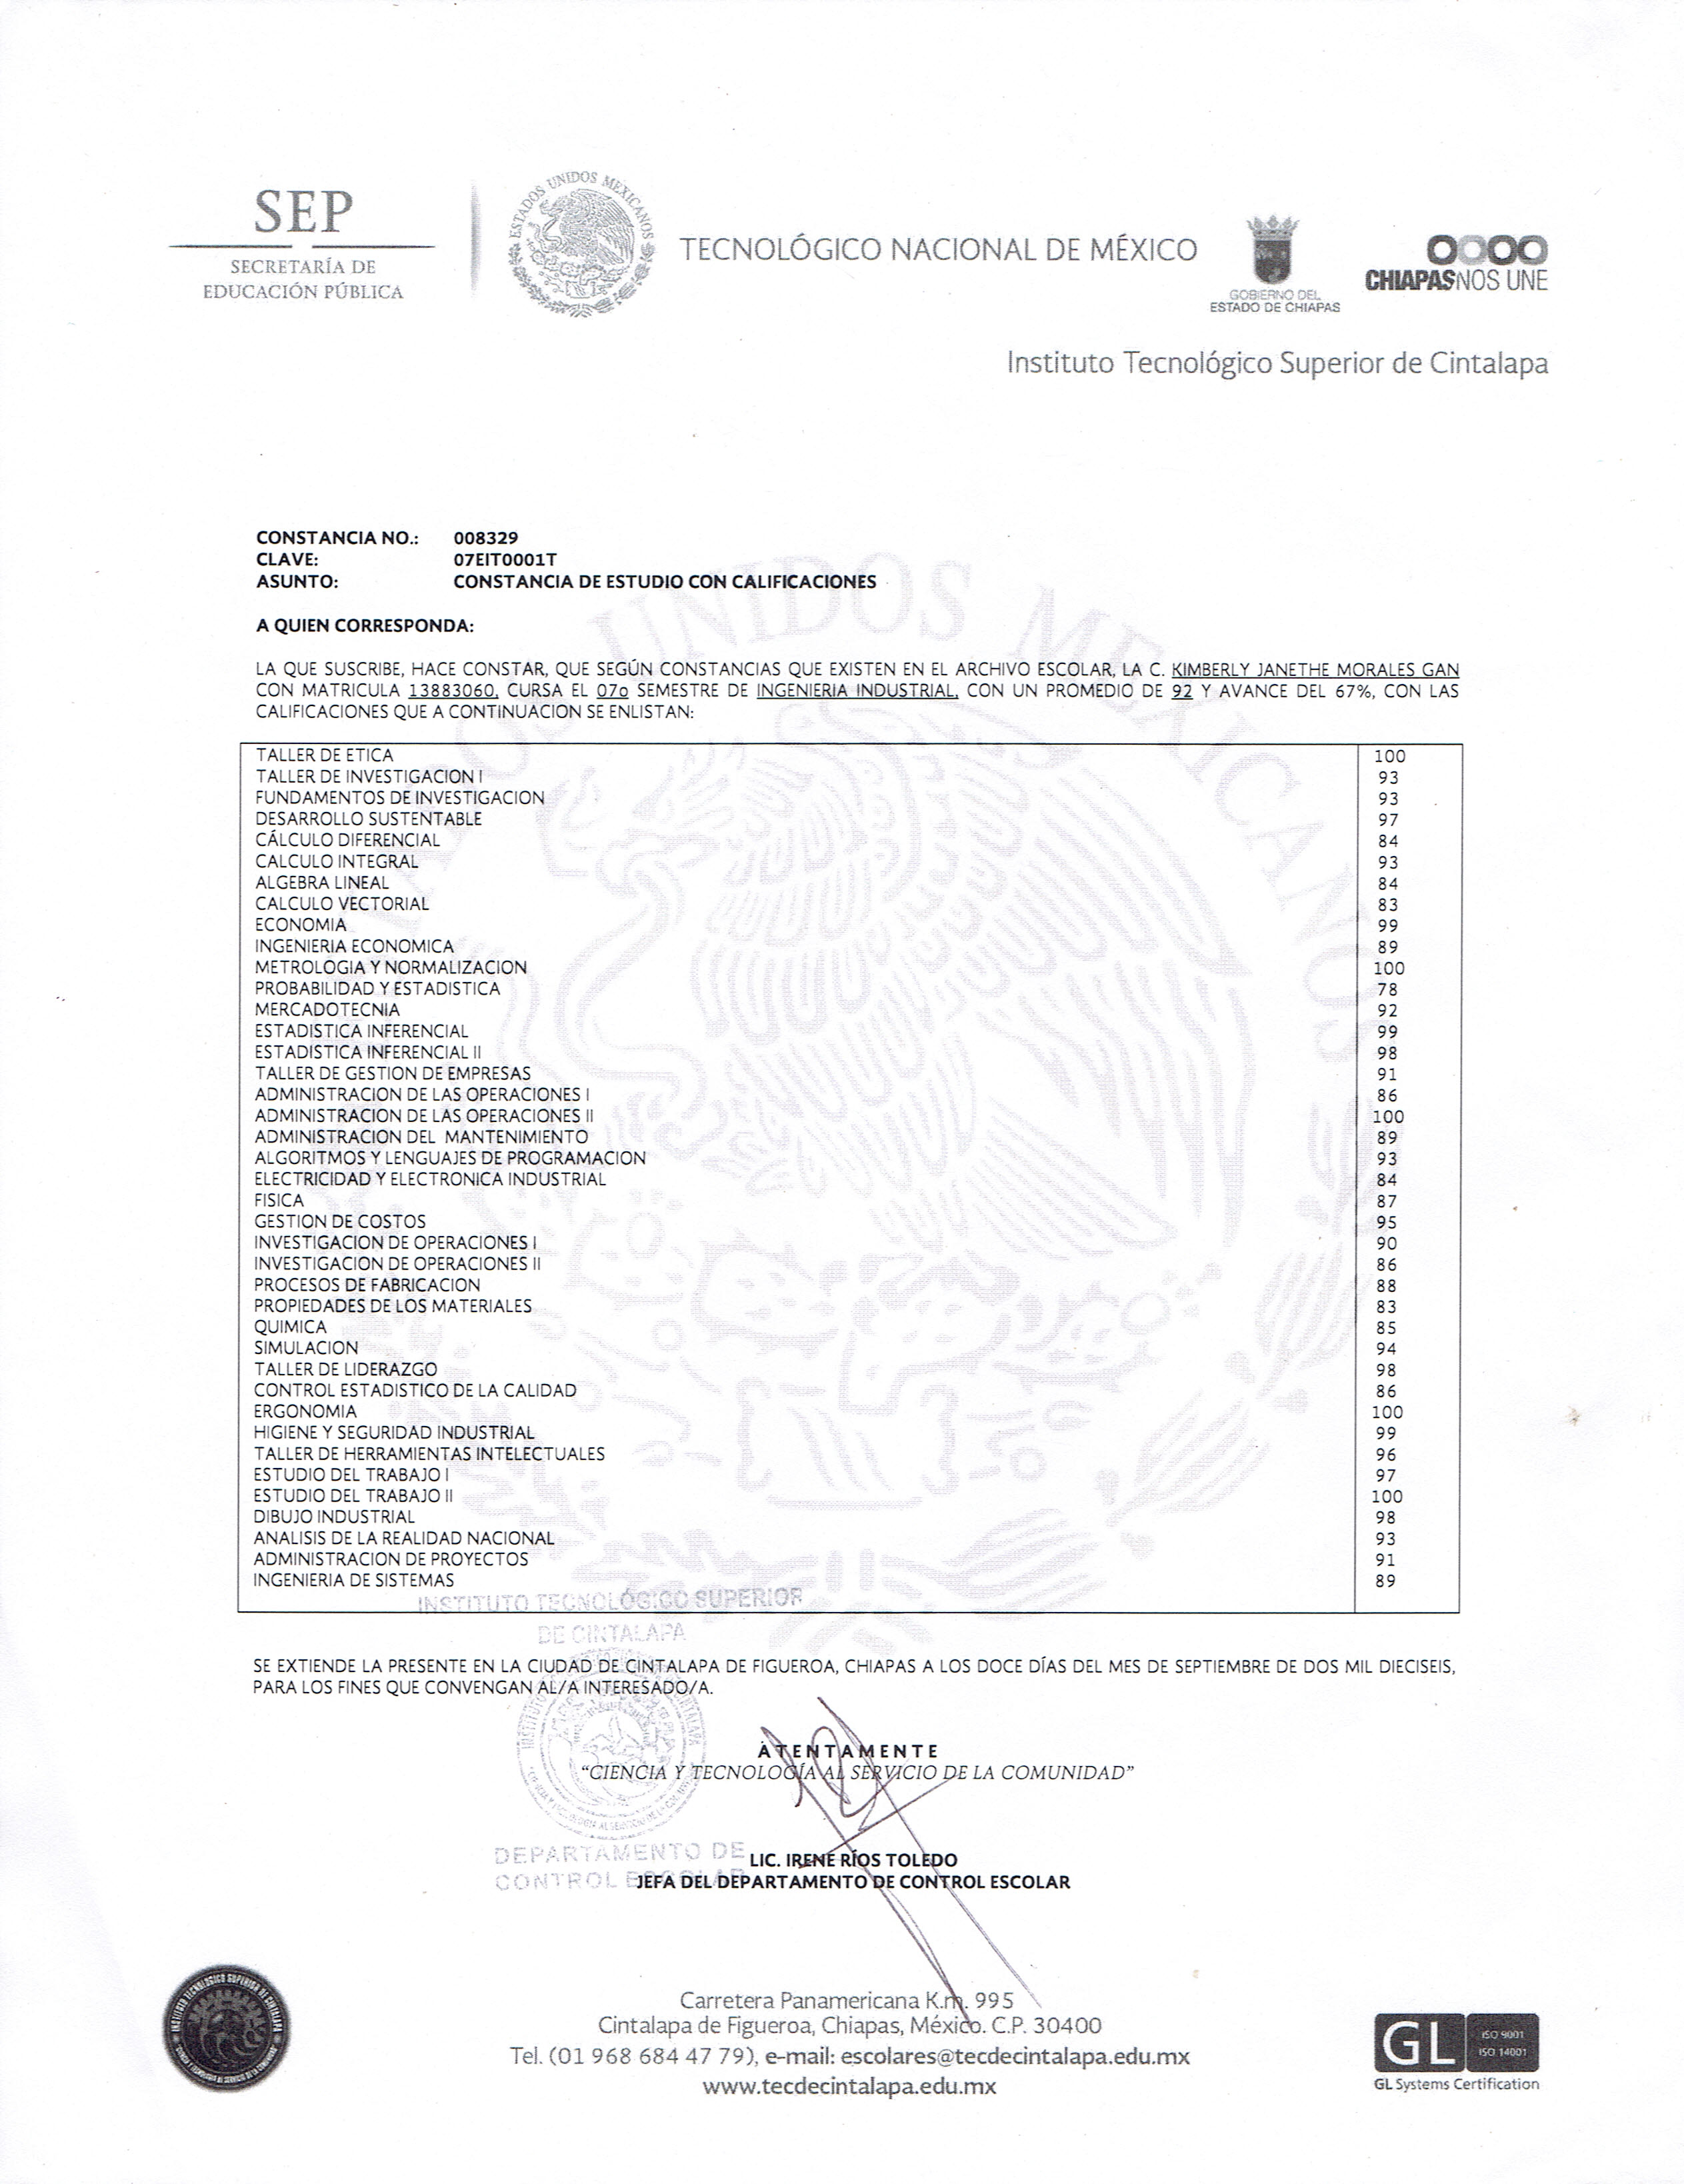 SEP
SECRETARÍA DE
EDUCACIÓN PÚBLICA
ESTADOS UNIDOS MEXICANOS
TECNOLÓGICO NACIONAL DE MÉXICO
GOBIERNO DEL
ESTADO DE CHIAPAS
CHIAPASNOS UNE
Instituto Tecnológico Superior de Cintalapa
CONSTANCIA NO.: 008329
CLAVE: 07EIT0001T
ASUNTO: CONSTANCIA DE ESTUDIO CON CALIFICACIONES
A QUIEN CORRESPONDA:
LA QUE SUSCRIBE, HACE CONSTAR, QUE SEGÚN CONSTANCIAS QUE EXISTEN EN EL ARCHIVO ESCOLAR, LA C. KIMBERLY JANETHE MORALES GAN
CON MATRICULA 13883060, CURSA EL 07o SEMESTRE DE INGENIERIA INDUSTRIAL, CON UN PROMEDIO DE 92 Y AVANCE DEL 67%, CON LAS
CALIFICACIONES QUE A CONTINUACION SE ENLISTAN:
TALLER DE ETICA 100
TALLER DE INVESTIGACION I 93
FUNDAMENTOS DE INVESTIGACION 93
DESARROLLO SUSTENTABLE 97
CÁLCULO DIFERENCIAL 84
CALCULO INTEGRAL 93
ALGEBRA LINEAL 84
CALCULO VECTORIAL 83
ECONOMIA 99
INGENIERIA ECONOMICA 89
METROLOGIA Y NORMALIZACION 100
PROBABILIDAD Y ESTADISTICA 78
MERCADOTECNIA 92
ESTADISTICA INFERENCIAL 99
ESTADISTICA INFERENCIAL II 98
TALLER DE GESTION DE EMPRESAS 91
ADMINISTRACION DE LAS OPERACIONES I 86
ADMINISTRACION DE LAS OPERACIONES II 100
ADMINISTRACION DEL MANTENIMIENTO 89
ALGORITMOS Y LENGUAJES DE PROGRAMACION 93
ELECTRICIDAD Y ELECTRONICA INDUSTRIAL 84
FISICA 87
GESTION DE COSTOS 95
INVESTIGACION DE OPERACIONES I 90
INVESTIGACION DE OPERACIONES II 86
PROCESOS DE FABRICACION 88
PROPIEDADES DE LOS MATERIALES 83
QUIMICA 85
SIMULACION 94
TALLER DE LIDERAZGO 98
CONTROL ESTADISTICO DE LA CALIDAD 86
ERGONOMIA 100
HIGIENE Y SEGURIDAD INDUSTRIAL 99
TALLER DE HERRAMIENTAS INTELECTUALES 96
ESTUDIO DEL TRABAJO I 97
ESTUDIO DEL TRABAJO II 100
DIBUJO INDUSTRIAL 98
ANALISIS DE LA REALIDAD NACIONAL 93
ADMINISTRACION DE PROYECTOS 91
INGENIERIA DE SISTEMAS 89
INSTITUTO TECNOLÓGICO SUPERIOR
DE CINTALAPA
SE EXTIENDE LA PRESENTE EN LA CIUDAD DE CINTALAPA DE FIGUEROA, CHIAPAS A LOS DOCE DÍAS DEL MES DE SEPTIEMBRE DE DOS MIL DIECISEIS,
PARA LOS FINES QUE CONVENGAN AL/A INTERESADO/A.
ATENTAMENTE
“CIENCIA Y TECNOLOGÍA AL SERVICIO DE LA COMUNIDAD”
DEPARTAMENTO DE
CONTROL ESCOLAR
LIC. IRENE RÍOS TOLEDO
JEFA DEL DEPARTAMENTO DE CONTROL ESCOLAR
Carretera Panamericana K.m. 995
Cintalapa de Figueroa, Chiapas, México. C.P. 30400
Tel. (01 968 684 47 79), e-mail: escolares@tecdecintalapa.edu.mx
www.tecdecintalapa.edu.mx
INSTITUTO TECNOLOGICO SUPERIOR DE CINTALAPA
GL
ISO 9001
ISO 14001
GL Systems Certification